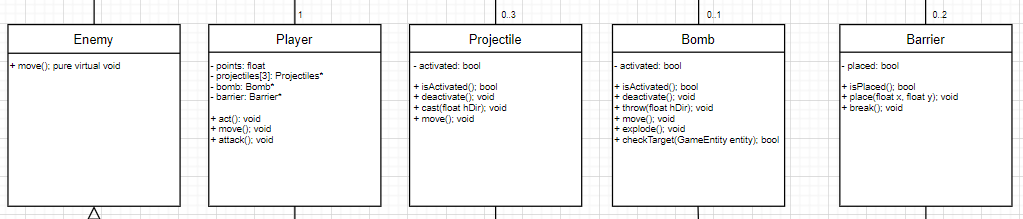 1
0..3
0..1
0..2
Enemy
+ move(); pure virtual void
Player
- points: float
- projectiles[3]: Projectiles*
- bomb: Bomb*
- barrier: Barrier*
+ act(): void
+ move(); void
+ attack(); void
Projectile
- activated: bool
+ isActivated(); bool
+ deactivate(); void
+ cast(float hDir); void
+ move(); void
Bomb
- activated: bool
+ isActivated(); bool
+ deactivate(); void
+ throw(float hDir); void
+ move(); void
+ explode(); void
+ checkTarget(GameEntity entity); bool
Barrier
- placed: bool
+ isPlaced(); bool
+ place(float x, float y); void
+ break(); void